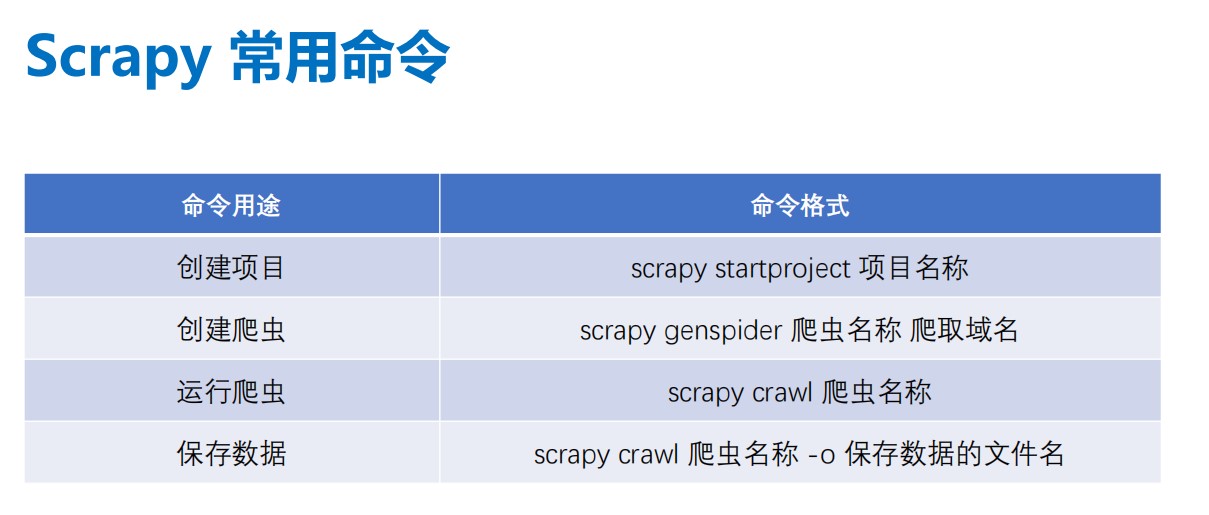 Scrapy 常用命令
命令用途 命令格式
创建项目 scrapy startproject 项目名称
创建爬虫 scrapy genspider 爬虫名称 爬取域名
运行爬虫 scrapy crawl 爬虫名称
保存数据 scrapy crawl 爬虫名称 -o 保存数据的文件名